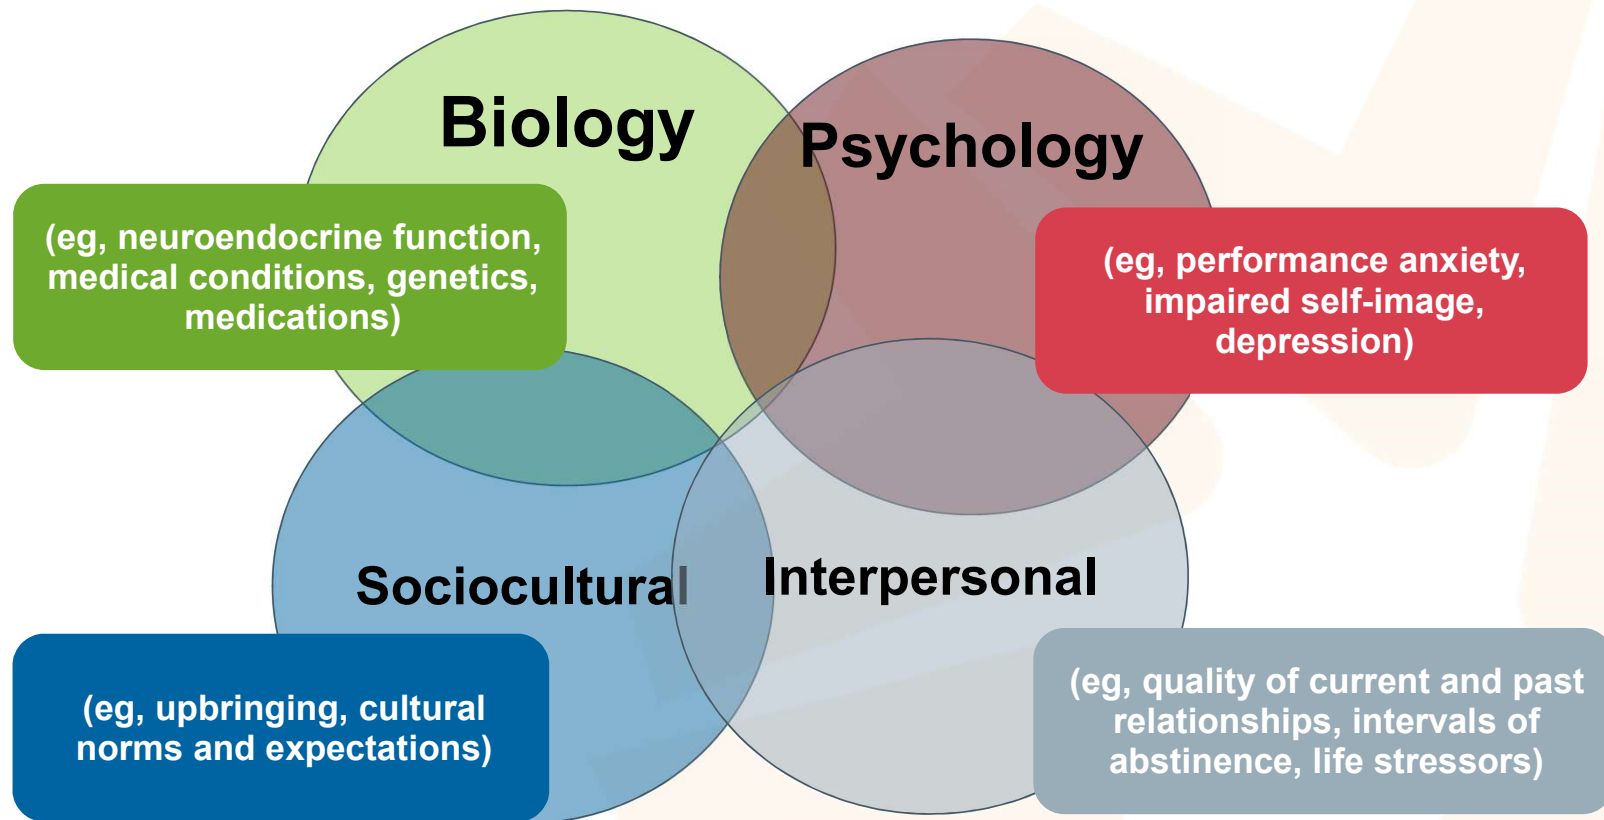 Biology
Psychology
(eg, neuroendocrine function,
medical conditions, genetics,
medications)
(eg, performance anxiety,
impaired self-image,
depression)
Sociocultural
Interpersonal
(eg, upbringing, cultural
norms and expectations)
(eg, quality of current and past
relationships, intervals of
abstinence, life stressors)